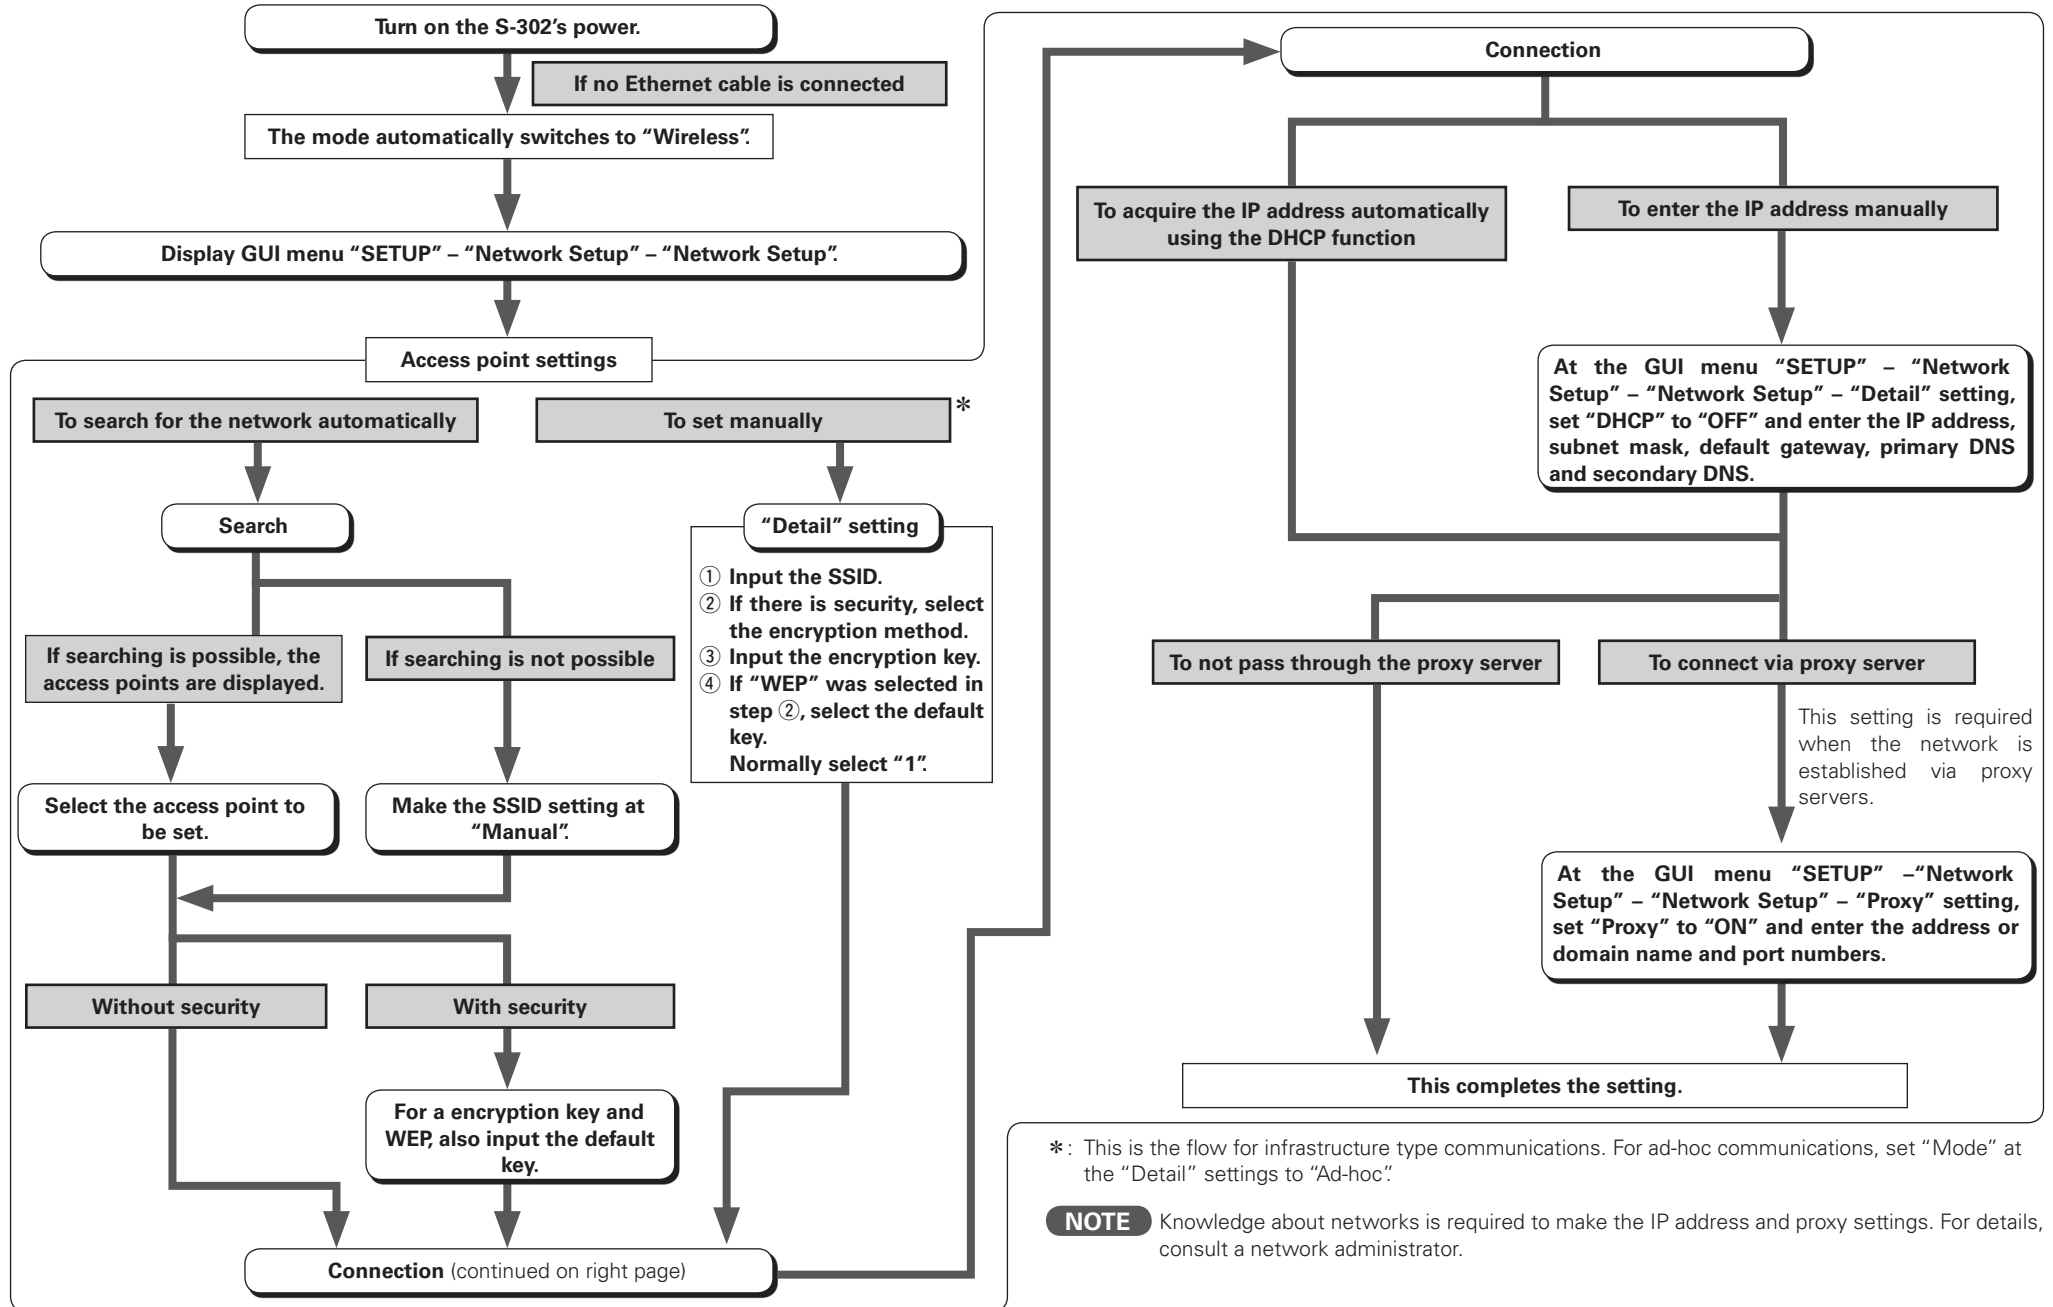 Turn on the S-302's power.
If no Ethernet cable is connected
The mode automatically switches to “Wireless”.
Display GUI menu “SETUP” – “Network Setup” – “Network Setup”.
Access point settings
To search for the network automatically
To set manually
*
Search
“Detail” setting
① Input the SSID.
② If there is security, select
the encryption method.
③ Input the encryption key.
④ If “WEP” was selected in
step ②, select the default
key.
Normally select “1”.
If searching is possible, the
access points are displayed.
If searching is not possible
Select the access point to
be set.
Make the SSID setting at
“Manual”.
Without security
With security
For a encryption key and
WEP, also input the default
key.
Connection (continued on right page)
Connection
To acquire the IP address automatically
using the DHCP function
To enter the IP address manually
At the GUI menu “SETUP” – “Network
Setup” – “Network Setup” – “Detail” setting,
set “DHCP” to “OFF” and enter the IP address,
subnet mask, default gateway, primary DNS
and secondary DNS.
To not pass through the proxy server
To connect via proxy server
This setting is required
when the network is
established via proxy
servers.
At the GUI menu “SETUP” –“Network
Setup” – “Network Setup” – “Proxy” setting,
set “Proxy” to “ON” and enter the address or
domain name and port numbers.
This completes the setting.
*: This is the flow for infrastructure type communications. For ad-hoc communications, set “Mode” at
the “Detail” settings to “Ad-hoc”.
NOTE Knowledge about networks is required to make the IP address and proxy settings. For details,
consult a network administrator.